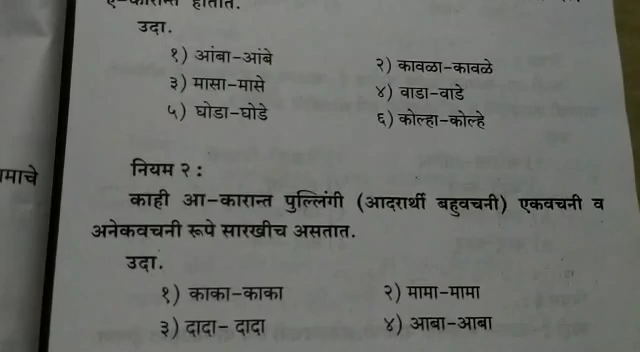 ए-कारान्त होतात.
उदा.
१) आंबा-आंबे २) कावळा-कावळे
३) मासा-मासे ४) वाडा-वाडे
५) घोडा-घोडे ६) कोल्हा-कोल्हे
नियम २ :
काही आ-कारान्त पुल्लिंगी (आदरार्थी बहुवचनी) एकवचनी व
अनेकवचनी रूपे सारखीच असतात.
उदा.
१) काका-काका २) मामा-मामा
३) दादा- दादा ४) आबा-आबा